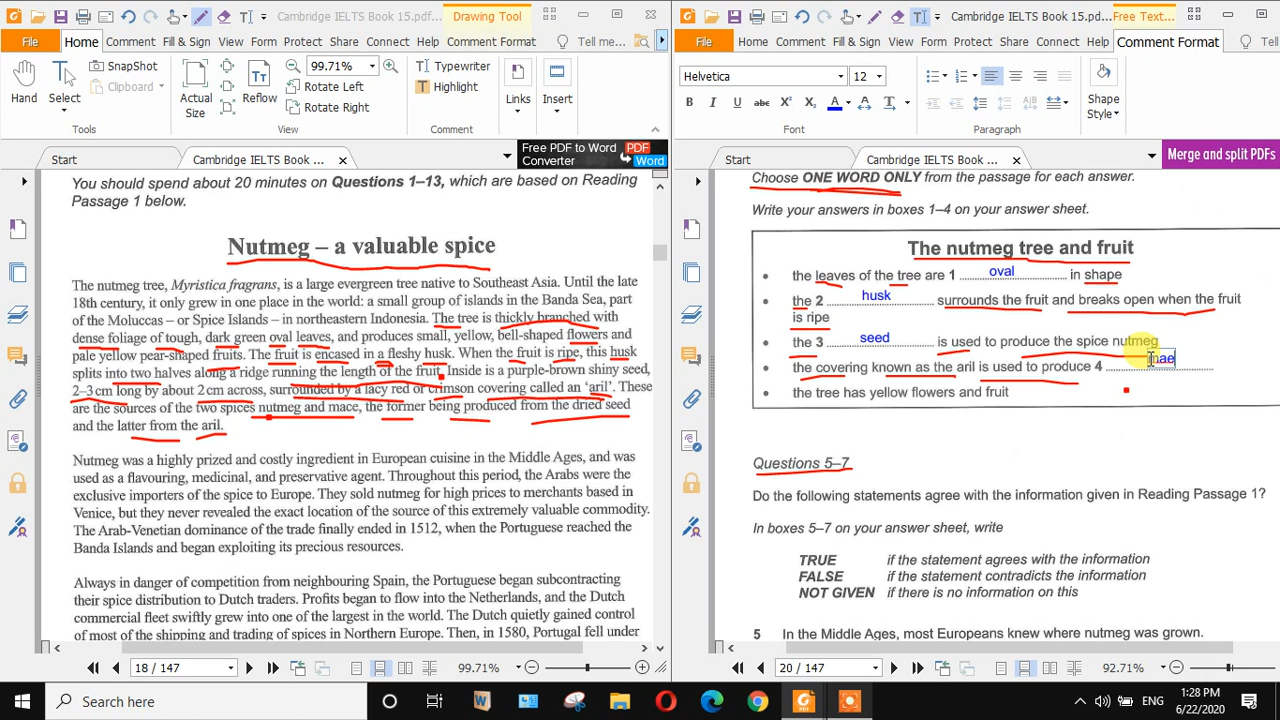 Cambridge IELTS Book 15.pdf...
Drawing Tool
File
Home
Comment
Fill & Sign
View
Form
Protect
Share
Connect
Help
Comment Format
Tell me...
Hand
Select
SnapShot
Clipboard
Actual
Size
Reflow
99.71%
Rotate Left
Rotate Right
Typewriter
Highlight
Links
Insert
Tools
View
Comment
Start
Cambridge IELTS Book ...
Free PDF to Word
Converter
PDF
Word
You should spend about 20 minutes on Questions 1–13, which are based on Reading
Passage 1 below.
Nutmeg – a valuable spice
The nutmeg tree, Myristica fragrans, is a large evergreen tree native to Southeast Asia. Until the late
18th century, it only grew in one place in the world: a small group of islands in the Banda Sea, part
of the Moluccas – or Spice Islands – in northeastern Indonesia. The tree is thickly branched with
dense foliage of tough, dark green oval leaves, and produces small, yellow, bell-shaped flowers and
pale yellow pear-shaped fruits. The fruit is encased in a fleshy husk. When the fruit is ripe, this husk
splits into two halves along a ridge running the length of the fruit. Inside is a purple-brown shiny seed,
2–3 cm long by about 2 cm across, surrounded by a lacy red or crimson covering called an ‘aril’. These
are the sources of the two spices nutmeg and mace, the former being produced from the dried seed
and the latter from the aril.
Nutmeg was a highly prized and costly ingredient in European cuisine in the Middle Ages, and was
used as a flavouring, medicinal, and preservative agent. Throughout this period, the Arabs were the
exclusive importers of the spice to Europe. They sold nutmeg for high prices to merchants based in
Venice, but they never revealed the exact location of the source of this extremely valuable commodity.
The Arab-Venetian dominance of the trade finally ended in 1512, when the Portuguese reached the
Banda Islands and began exploiting its precious resources.
Always in danger of competition from neighbouring Spain, the Portuguese began subcontracting
their spice distribution to Dutch traders. Profits began to flow into the Netherlands, and the Dutch
commercial fleet swiftly grew into one of the largest in the world. The Dutch quietly gained control
of most of the shipping and trading of spices in Northern Europe. Then, in 1580, Portugal fell under
18 / 147
99.71%
Cambridge IELTS Book 15.pdf...
Free Text...
File
Home
Comment
Fill & Sign
View
Form
Protect
Share
Connect
Help
Comment Format
Tell
Helvetica
12
B I U abc X² X₂ A
Shape
Style
Font
Paragraph
Start
Cambridge IELTS Book ...
Merge and split PDFs
Choose ONE WORD ONLY from the passage for each answer.
Write your answers in boxes 1–4 on your answer sheet.
The nutmeg tree and fruit
• the leaves of the tree are 1 oval in shape
• the 2 husk surrounds the fruit and breaks open when the fruit
is ripe
• the 3 seed is used to produce the spice nutmeg
• the covering known as the aril is used to produce 4 mae
• the tree has yellow flowers and fruit
Questions 5–7
Do the following statements agree with the information given in Reading Passage 1?
In boxes 5–7 on your answer sheet, write
TRUE if the statement agrees with the information
FALSE if the statement contradicts the information
NOT GIVEN if there is no information on this
5 In the Middle Ages, most Europeans knew where nutmeg was grown.
20 / 147
92.71%
Search here
W
ENG
1:28 PM
6/22/2020